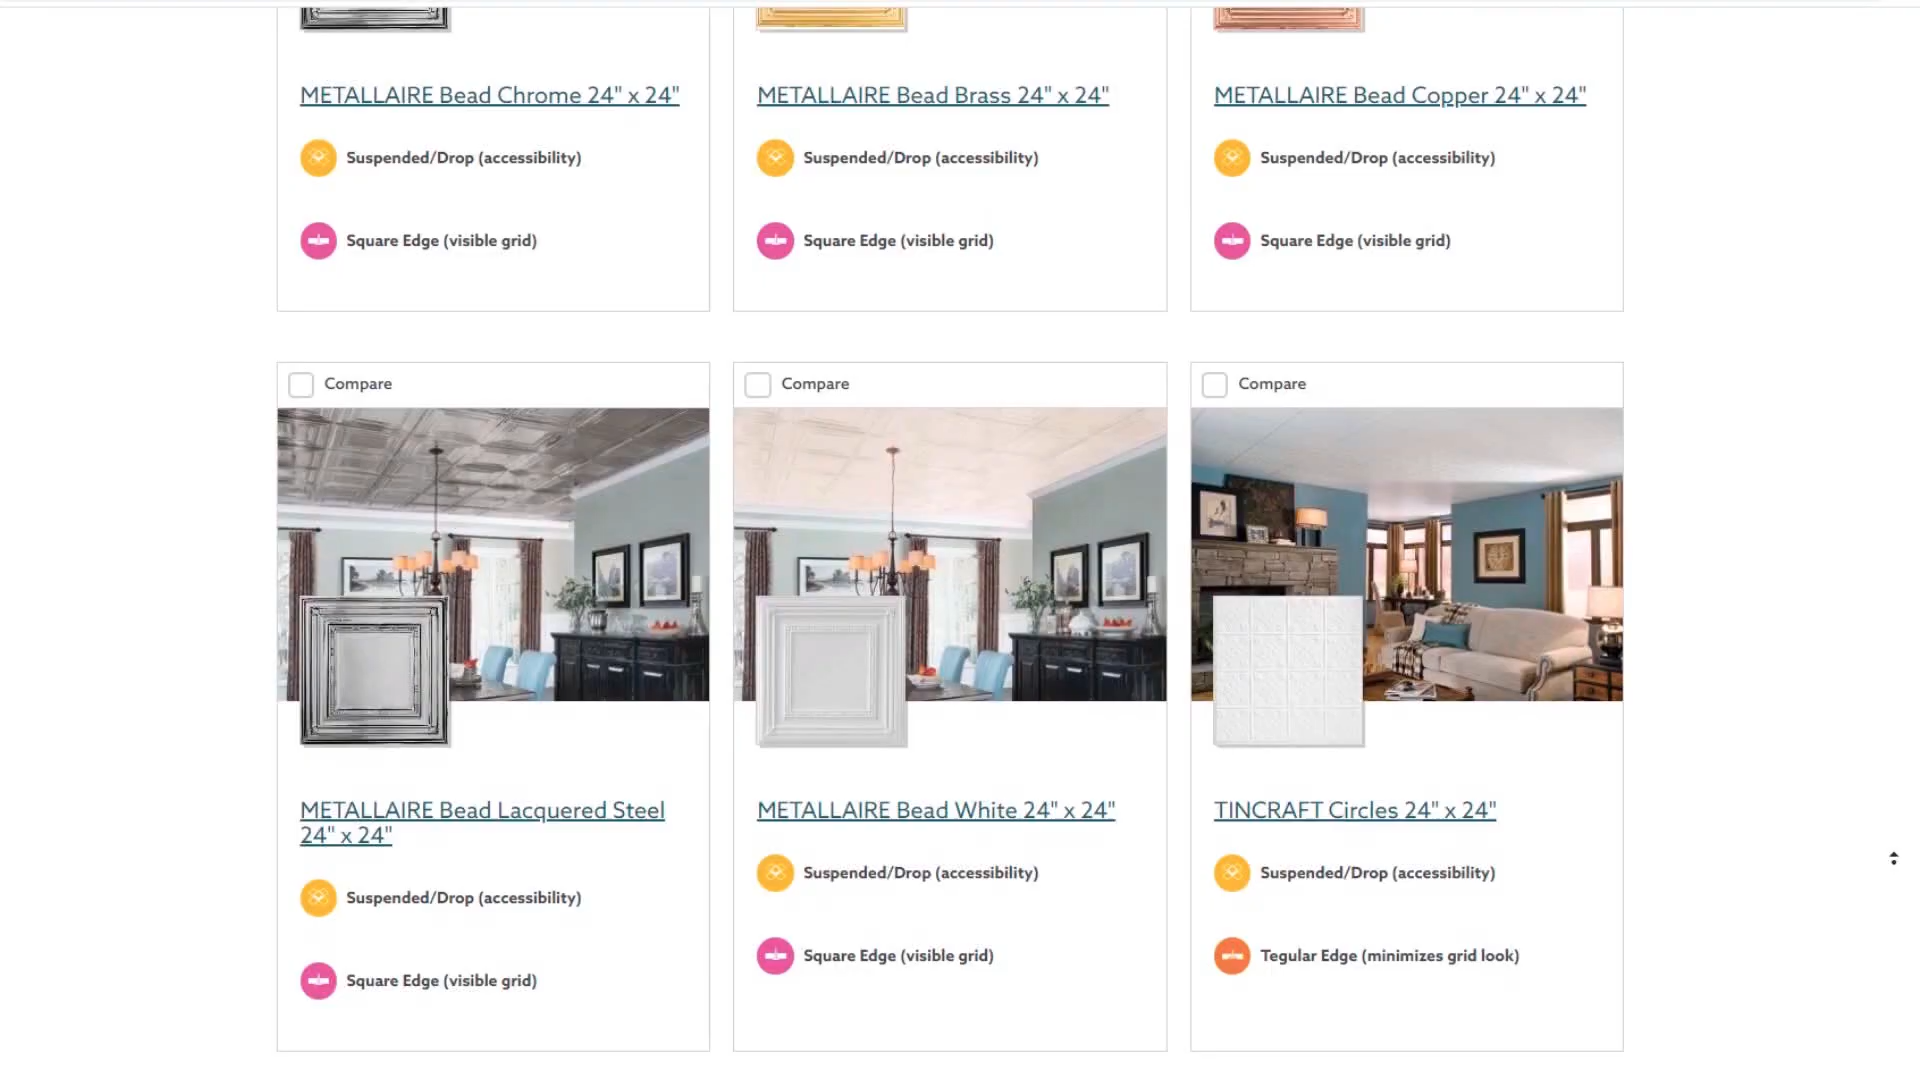 METALLAIRE Bead Chrome 24" x 24"
METALLAIRE Bead Brass 24" x 24"
METALLAIRE Bead Copper 24" x 24"
Suspended/Drop (accessibility)
Suspended/Drop (accessibility)
Suspended/Drop (accessibility)
Square Edge (visible grid)
Square Edge (visible grid)
Square Edge (visible grid)
Compare
Compare
Compare
METALLAIRE Bead Lacquered Steel
24" x 24"
Suspended/Drop (accessibility)
Square Edge (visible grid)
METALLAIRE Bead White 24" x 24"
Suspended/Drop (accessibility)
Square Edge (visible grid)
TINCRAFT Circles 24" x 24"
Suspended/Drop (accessibility)
Tegular Edge (minimizes grid look)